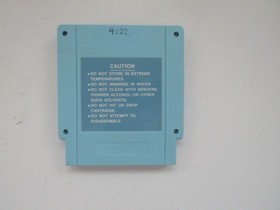 9122
CAUTION
•DO NOT STORE IN EXTREME
TEMPERATURES.
•DO NOT IMMERSE IN WATER
•DO NOT CLEAN WITH BENZENE,
THINNER ALCOHOL OR OTHER
SUCH SOLVENTS.
•DO NOT HIT OR DROP
CARTRIDGE.
•DO NOT ATTEMPT TO
DISASSEMBLE.